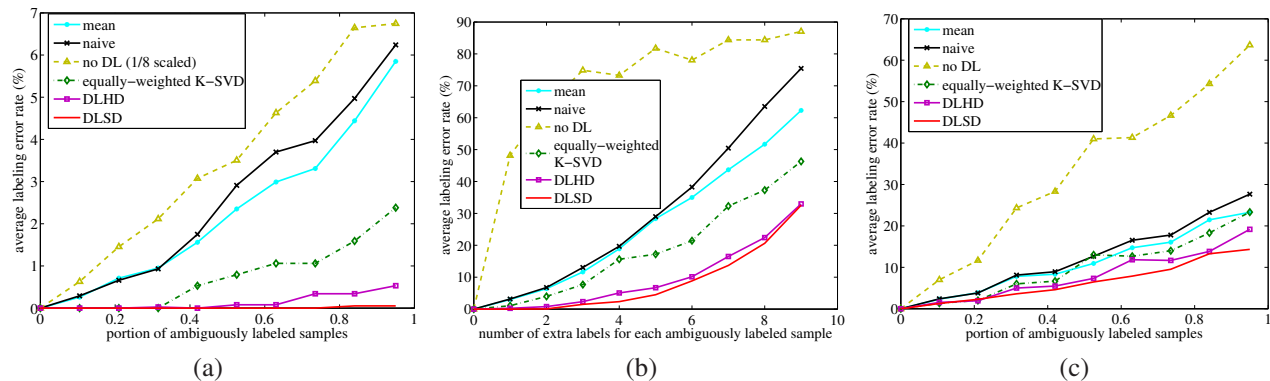 average labeling error rate (%)
7
6
5
4
3
2
1
0
mean
naive
no DL (1/8 scaled)
equally-weighted K-SVD
DLHD
DLSD
0
0.2
0.4
0.6
0.8
1
portion of ambiguously labeled samples
(a)
average labeling error rate (%)
90
80
70
60
50
40
30
20
10
0
mean
naive
no DL
equally-weighted
K-SVD
DLHD
DLSD
0
2
4
6
8
10
number of extra labels for each ambiguously labeled sample
(b)
average labeling error rate (%)
70
60
50
40
30
20
10
0
mean
naive
no DL
equally-weighted K-SVD
DLHD
DLSD
0
0.2
0.4
0.6
0.8
1
portion of ambiguously labeled samples
(c)